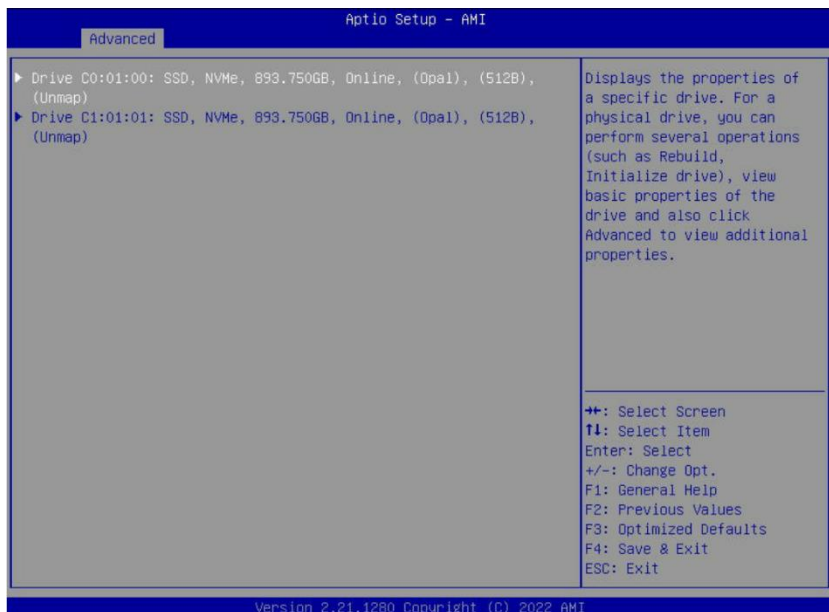 Aptio Setup - AMI
Advanced
▶ Drive C0:01:00: SSD, NVMe, 893.750GB, Online, (Opal), (512B),
(Unmap)
▶ Drive C1:01:01: SSD, NVMe, 893.750GB, Online, (Opal), (512B),
(Unmap)
Displays the properties of
a specific drive. For a
physical drive, you can
perform several operations
(such as Rebuild,
Initialize drive), view
basic properties of the
drive and also click
Advanced to view additional
properties.
→←: Select Screen
↑↓: Select Item
Enter: Select
+/-: Change Opt.
F1: General Help
F2: Previous Values
F3: Optimized Defaults
F4: Save & Exit
ESC: Exit
Version 2.21.1280 Copyright (C) 2022 AMI